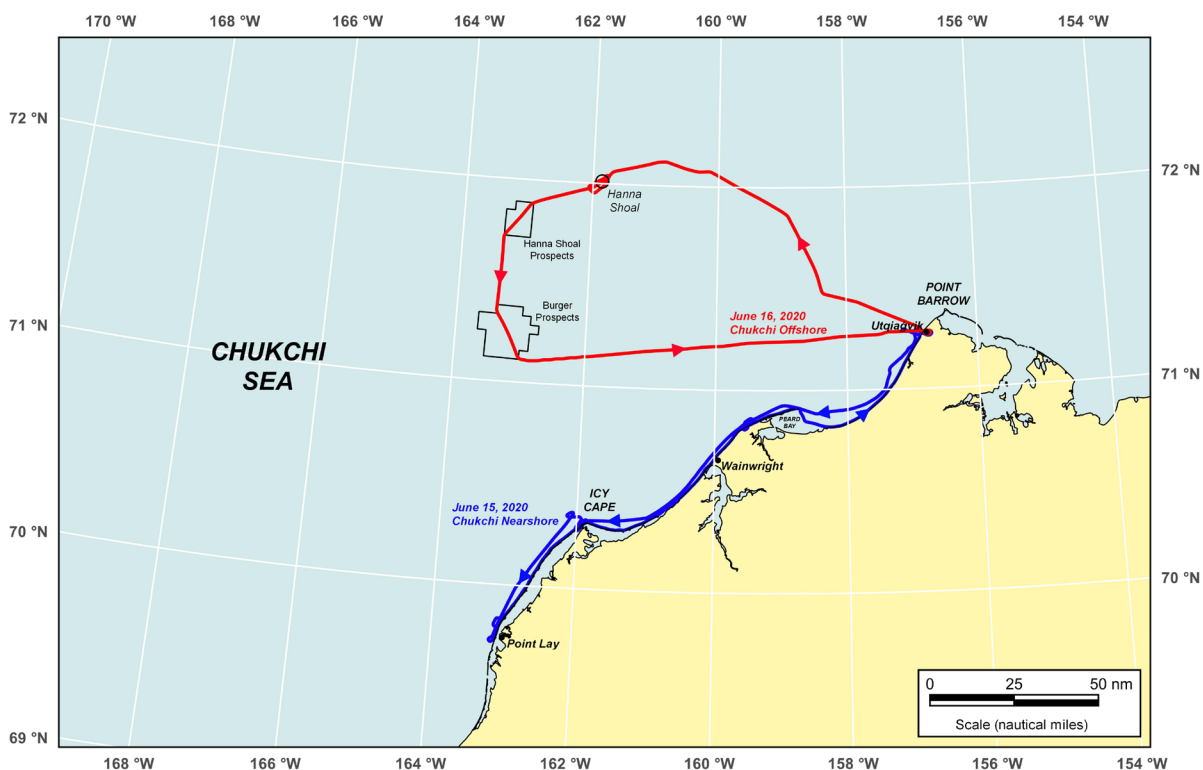 170 °W
168 °W
166 °W
164 °W
162 °W
160 °W
158 °W
156 °W
154 °W
72 °N
72 °N
Hanna
Shoal
Hanna Shoal
Prospects
Burger
Prospects
POINT
BARROW
June 16, 2020
Chukchi Offshore
Utqiaġvik
71 °N
CHUKCHI
SEA
71 °N
PEARD
BAY
Wainwright
ICY
CAPE
June 15, 2020
Chukchi Nearshore
70 °N
70 °N
Point Lay
0
25
50 nm
Scale (nautical miles)
69 °N
168 °W
166 °W
164 °W
162 °W
160 °W
158 °W
156 °W
154 °W